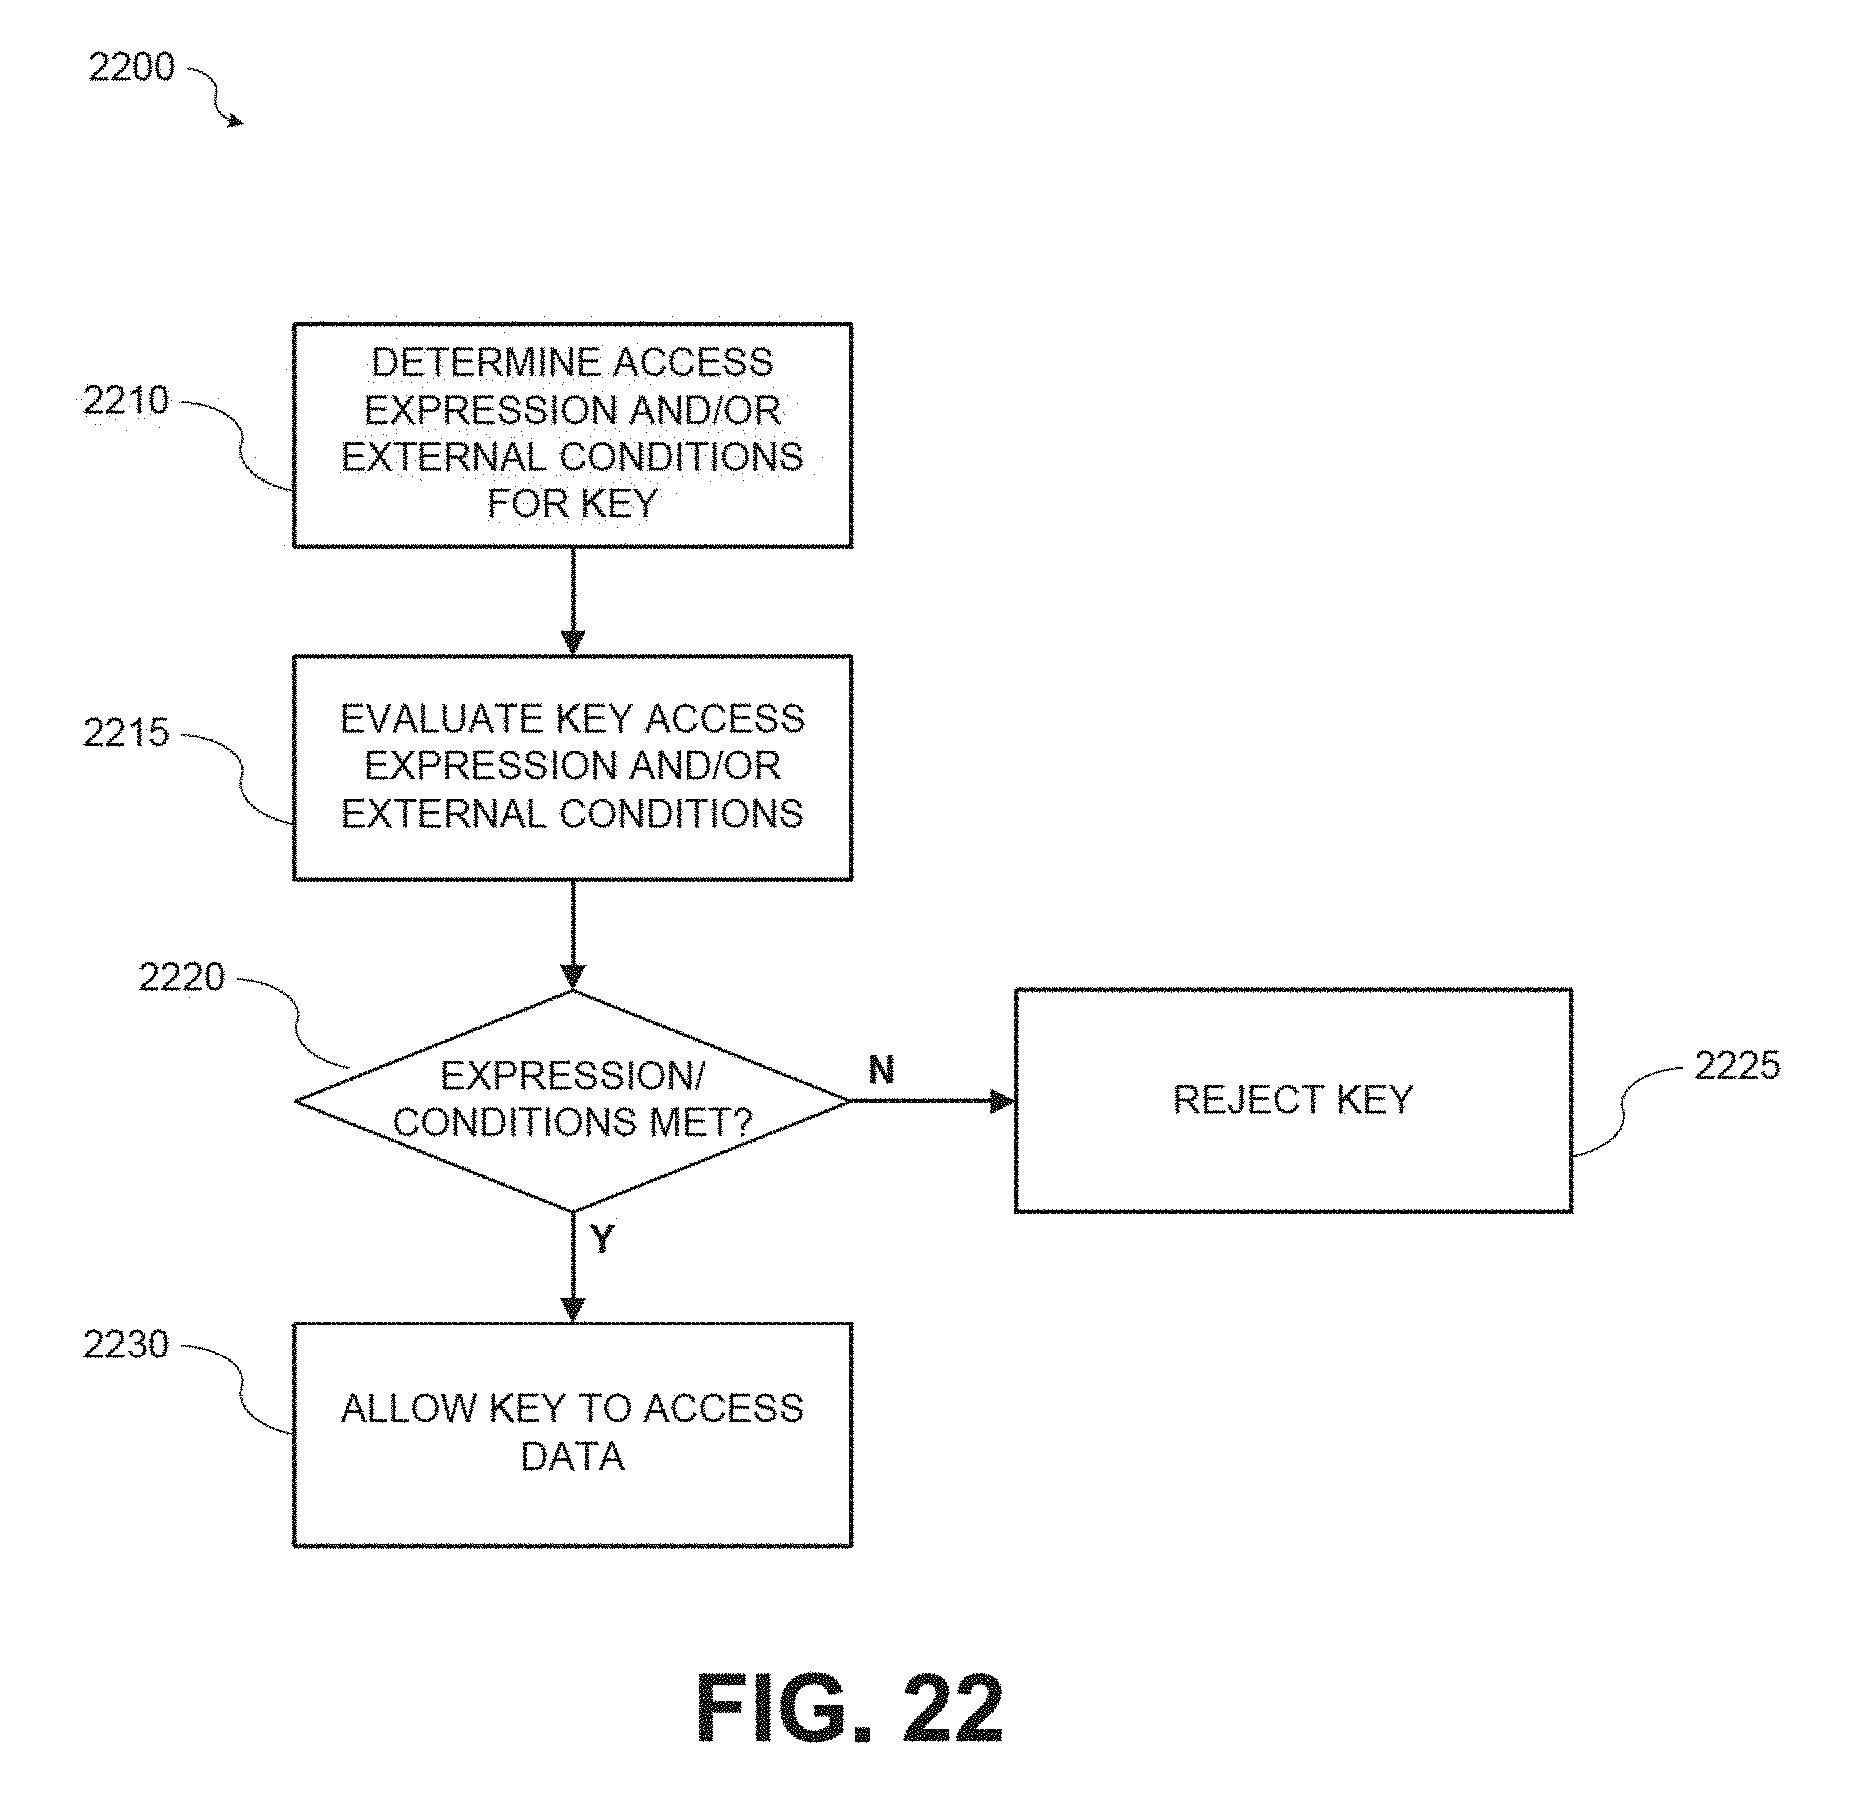 2200
2210
DETERMINE ACCESS
EXPRESSION AND/OR
EXTERNAL CONDITIONS
FOR KEY
2215
EVALUATE KEY ACCESS
EXPRESSION AND/OR
EXTERNAL CONDITIONS
2220
EXPRESSION/
CONDITIONS MET?
N
REJECT KEY
2225
Y
2230
ALLOW KEY TO ACCESS
DATA
FIG. 22